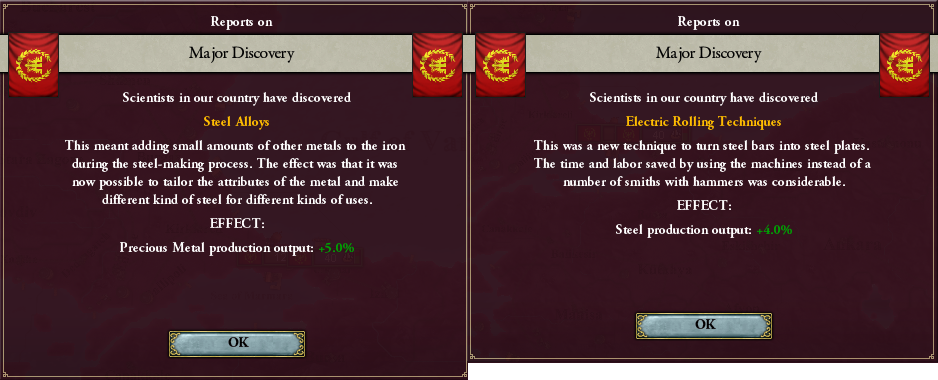 Reports on
Major Discovery
Scientists in our country have discovered
Steel Alloys
This meant adding small amounts of other metals to the iron
during the steel-making process. The effect was that it was
now possible to tailor the attributes of the metal and make
different kind of steel for different kinds of uses.
EFFECT:
Precious Metal production output: +5.0%
OK
Reports on
Major Discovery
Scientists in our country have discovered
Electric Rolling Techniques
This was a new technique to turn steel bars into steel plates.
The time and labor saved by using the machines instead of a
number of smiths with hammers was considerable.
EFFECT:
Steel production output: +4.0%
OK